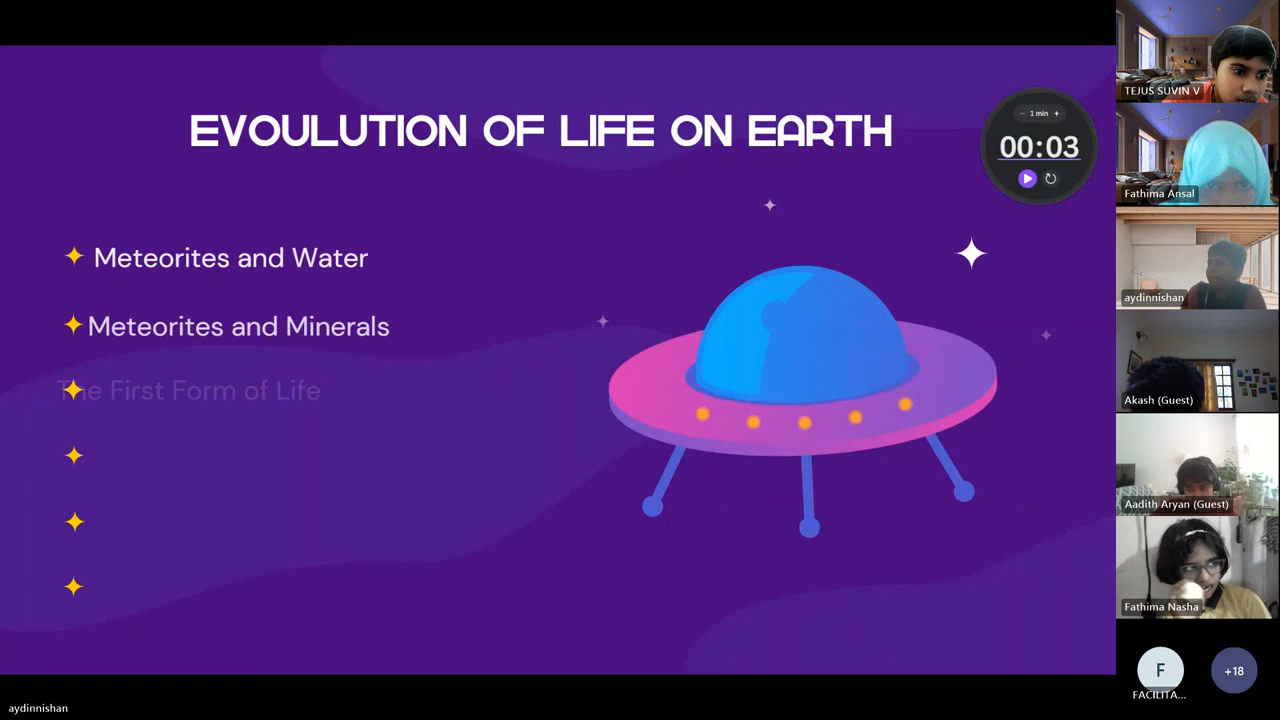 EVOULUTION OF LIFE ON EARTH
− 1 min +
00:03
Meteorites and Water
Meteorites and Minerals
The First Form of Life
TEJUS SUVIN V
Fathima Ansal
aydinnishan
Akash (Guest)
Aadith Aryan (Guest)
Fathima Nasha
F
FACILITA...
+18
aydinnishan